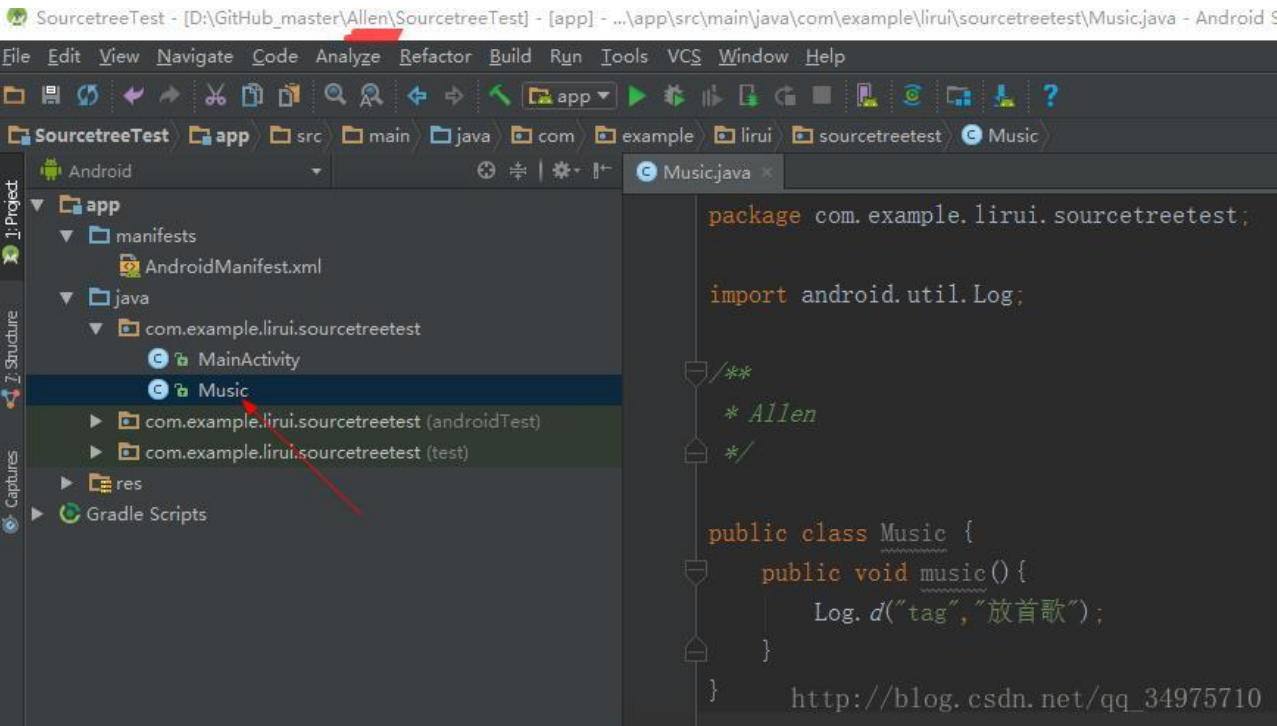 SourcetreeTest - [D:\GitHub_master\Allen\SourcetreeTest] - [app] - ...\app\src\main\java\com\example\lirui\sourcetreetest\Music.java - Android S
File Edit View Navigate Code Analyze Refactor Build Run Tools VCS Window Help
app
SourcetreeTest app src main java com example lirui sourcetreetest Music
Android
Music.java
1: Project
7: Structure
Captures
app
manifests
AndroidManifest.xml
java
com.example.lirui.sourcetreetest
MainActivity
Music
com.example.lirui.sourcetreetest (androidTest)
com.example.lirui.sourcetreetest (test)
res
Gradle Scripts
package com.example.lirui.sourcetreetest;
import android.util.Log;
/**
* Allen
*/
public class Music {
public void music(){
Log.d("tag","放首歌");
}
}
http://blog.csdn.net/qq_34975710